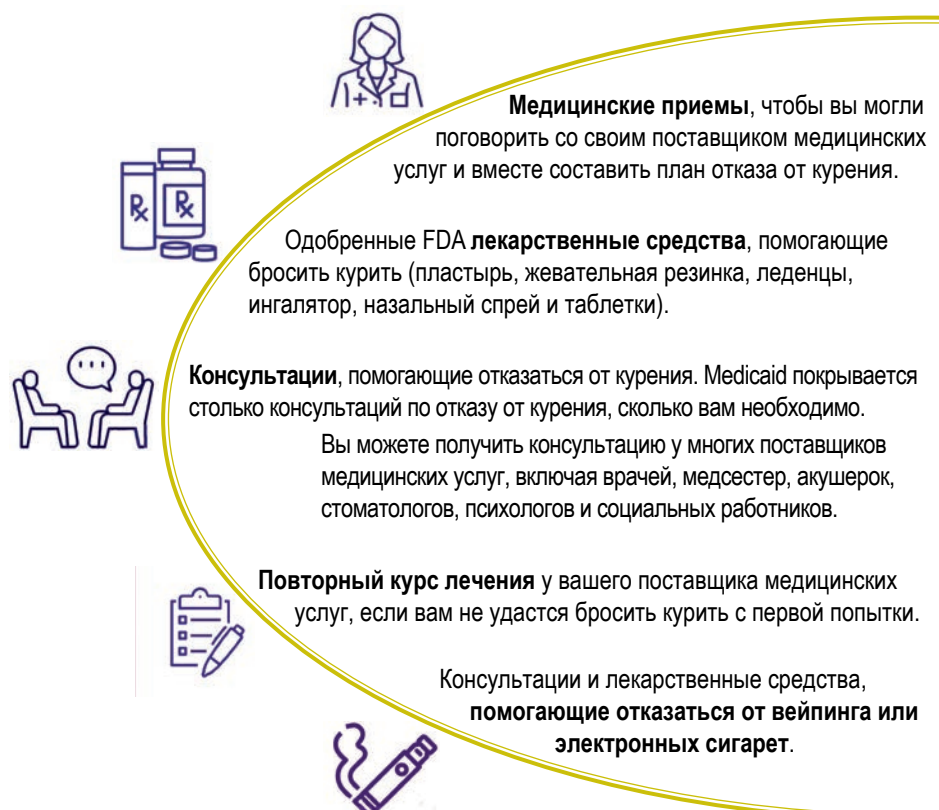 Медицинские приемы, чтобы вы могли
поговорить со своим поставщиком медицинских
услуг и вместе составить план отказа от курения.
Rx Rx
Одобренные FDA лекарственные средства, помогающие
бросить курить (пластырь, жевательная резинка, леденцы,
ингалятор, назальный спрей и таблетки).
Консультации, помогающие отказаться от курения. Medicaid покрывается
столько консультаций по отказу от курения, сколько вам необходимо.
Вы можете получить консультацию у многих поставщиков
медицинских услуг, включая врачей, медсестер, акушерок,
стоматологов, психологов и социальных работников.
Повторный курс лечения у вашего поставщика медицинских
услуг, если вам не удастся бросить курить с первой попытки.
Консультации и лекарственные средства,
помогающие отказаться от вейпинга или
электронных сигарет.